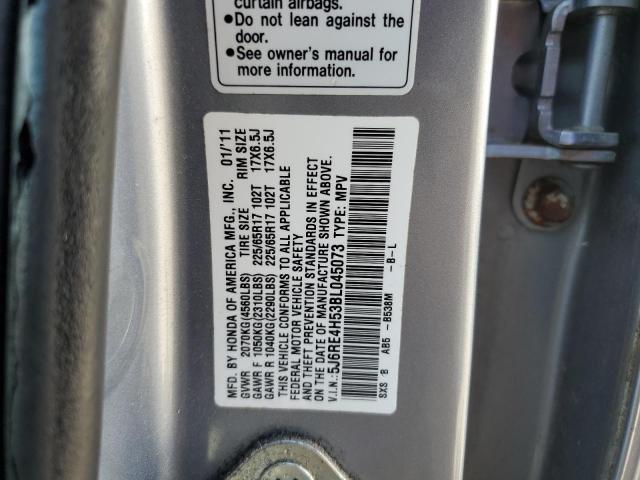 curtain airbags.
•Do not lean against the
door.
•See owner's manual for
more information.
MFD. BY HONDA OF AMERICA MFG., INC. 01/'11
GVWR 2070KG(4560LBS) TIRE SIZE RIM SIZE
GAWR F 1050KG(2310LBS) 225/65R17 102T 17X6.5J
GAWR R 1040KG(2290LBS) 225/65R17 102T 17X6.5J
THIS VEHICLE CONFORMS TO ALL APPLICABLE
FEDERAL MOTOR VEHICLE SAFETY
AND THEFT PREVENTION STANDARDS IN EFFECT
ON THE DATE OF MANUFACTURE SHOWN ABOVE.
V.I.N.:5J6RE4H53BL045073 TYPE: MPV
SXS B AB5 -B538M -B-L